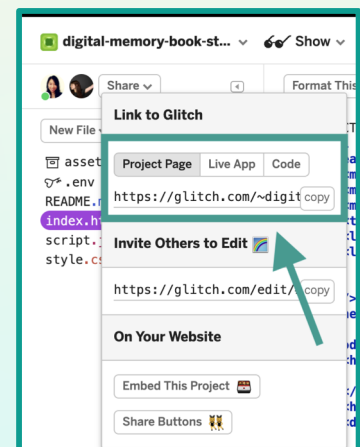 digital-memory-book-st... Show
Share Format This
Link to Glitch
New File
Project Page Live App Code
asset
.env
https://glitch.com/~digit copy
README.
index.ht
script.
Invite Others to Edit
style.cs
https://glitch.com/edit/ copy
On Your Website
Embed This Project
Share Buttons